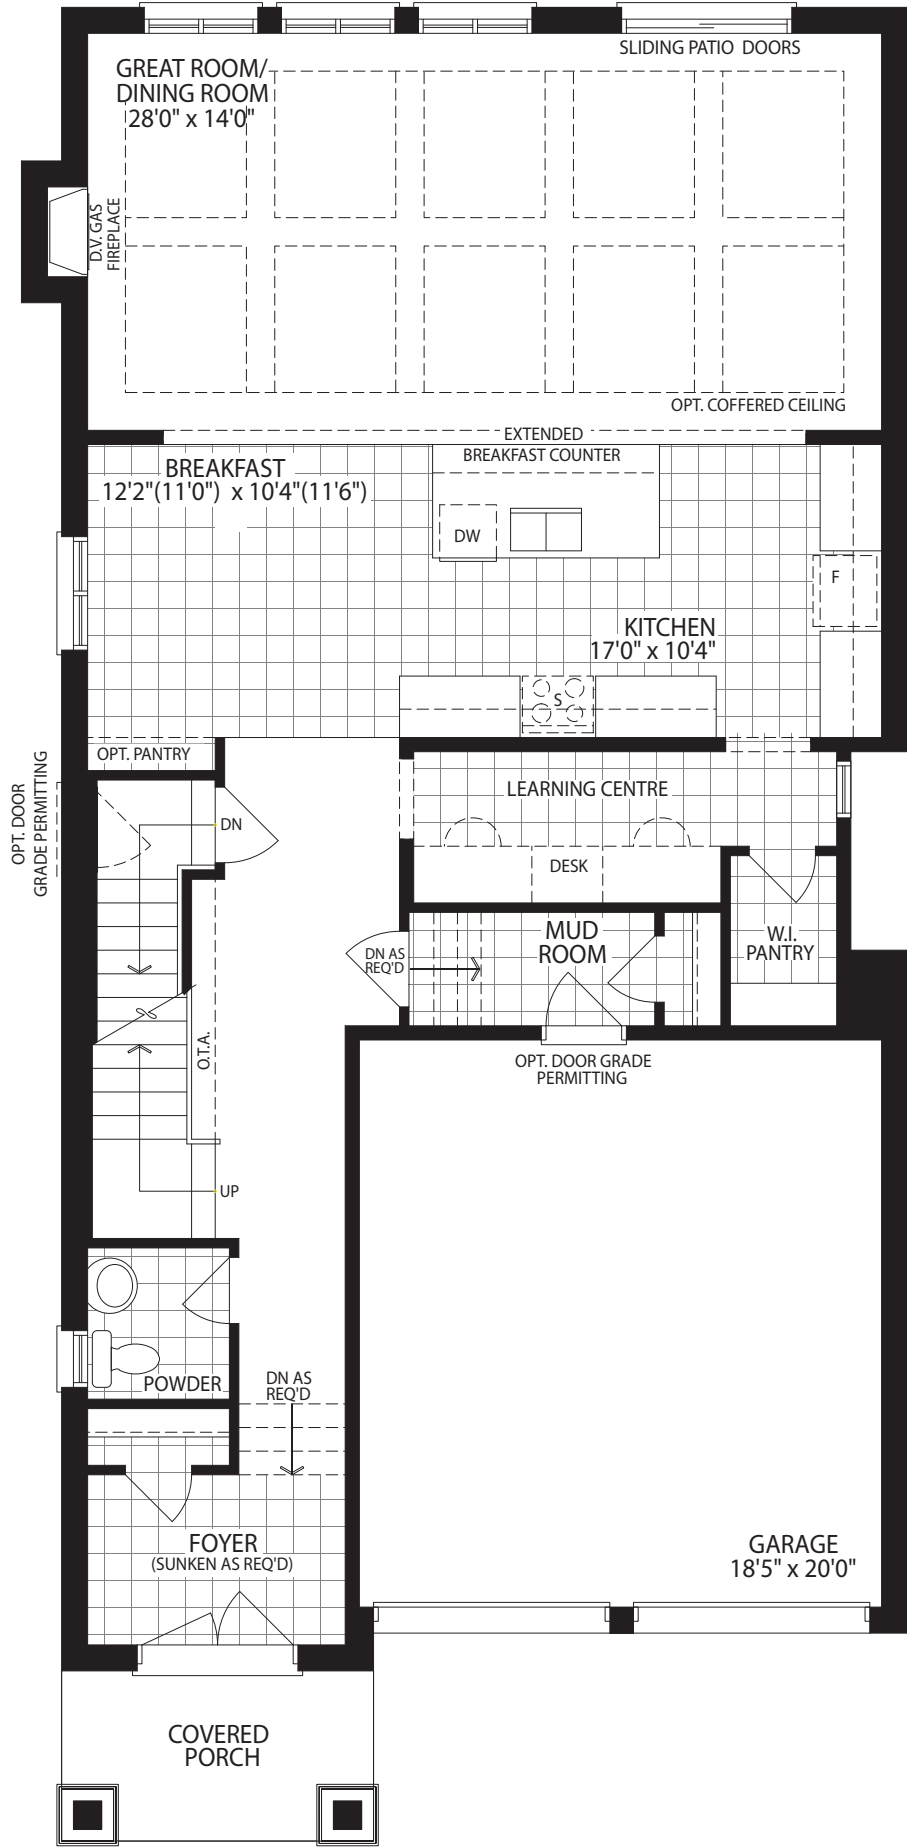 SLIDING PATIO DOORS
GREAT ROOM/
DINING ROOM
28'0" x 14'0"
D.V. GAS
FIREPLACE
OPT. COFFERED CEILING
EXTENDED
BREAKFAST COUNTER
BREAKFAST
12'2"(11'0") x 10'4"(11'6")
DW
F
KITCHEN
17'0" x 10'4"
S
OPT. PANTRY
OPT. DOOR
GRADE PERMITTING
LEARNING CENTRE
DN
DESK
MUD
ROOM
W.I.
PANTRY
DN AS
REQ'D
O.T.A.
OPT. DOOR GRADE
PERMITTING
UP
POWDER
DN AS
REQ'D
FOYER
(SUNKEN AS REQ'D)
GARAGE
18'5" x 20'0"
COVERED
PORCH